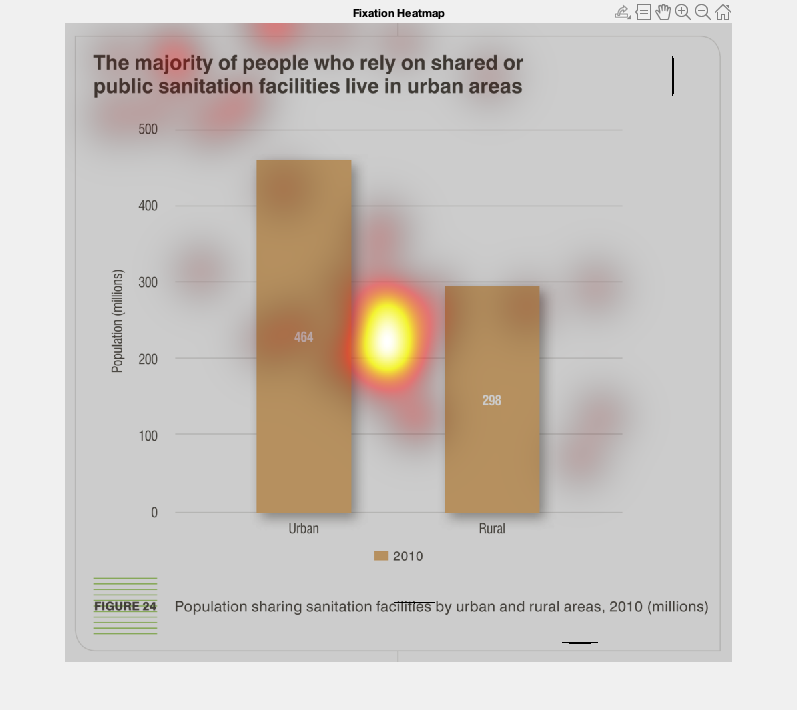 Fixation Heatmap
The majority of people who rely on shared or
public sanitation facilities live in urban areas
500
400
300
200
100
0
Population (millions)
464
298
Urban
Rural
2010
FIGURE 24
Population sharing sanitation facilities by urban and rural areas, 2010 (millions)